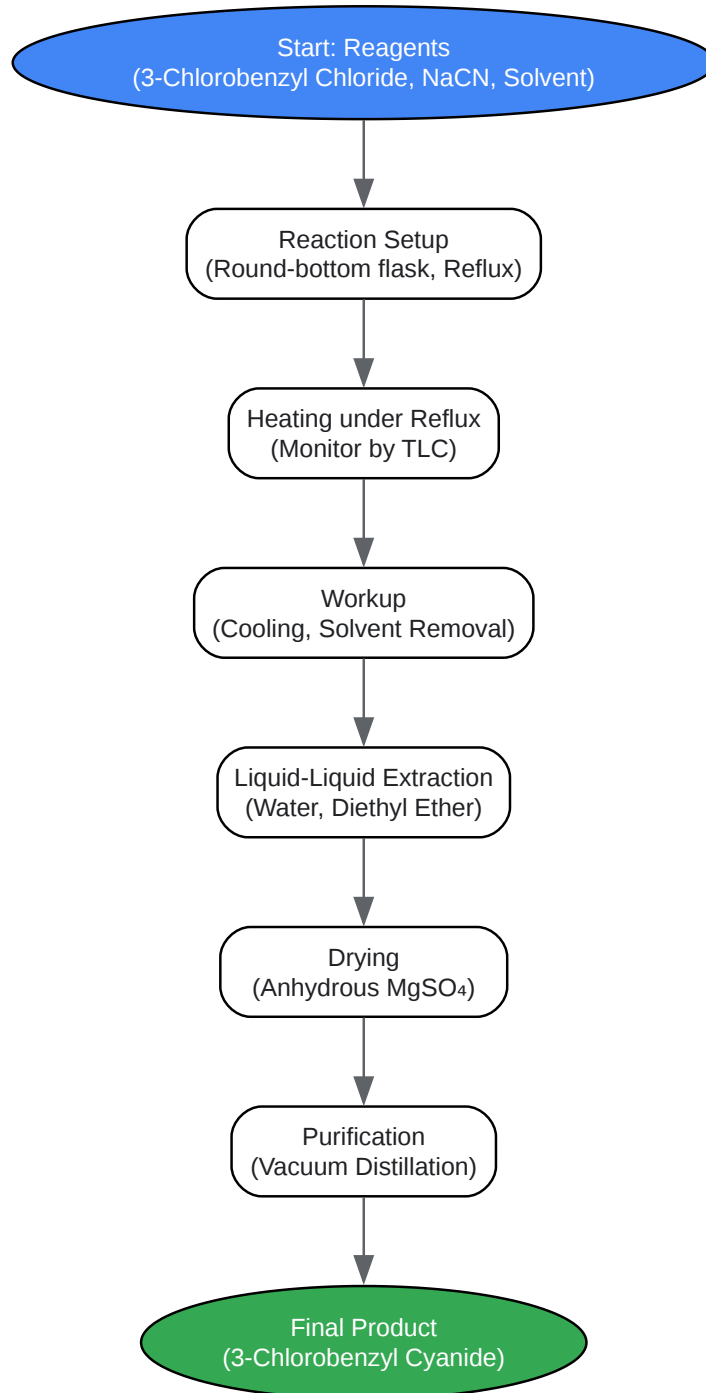 Start: Reagents
(3-Chlorobenzyl Chloride, NaCN, Solvent)
Reaction Setup
(Round-bottom flask, Reflux)
Heating under Reflux
(Monitor by TLC)
Workup
(Cooling, Solvent Removal)
Liquid-Liquid Extraction
(Water, Diethyl Ether)
Drying
(Anhydrous MgSO₄)
Purification
(Vacuum Distillation)
Final Product
(3-Chlorobenzyl Cyanide)